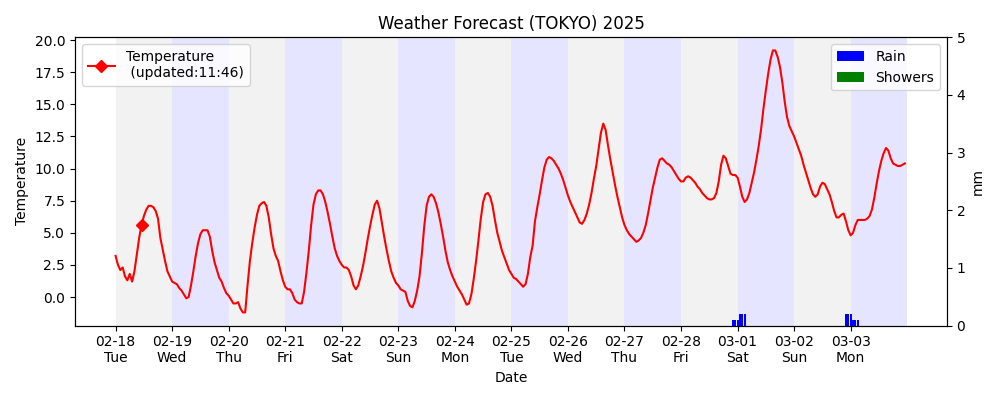 Weather Forecast (TOKYO) 2025
Temperature
(updated:11:46)
Rain
Showers
20.0
17.5
15.0
12.5
10.0
7.5
5.0
2.5
0.0
Temperature
5
4
3
2
1
0
mm
02-18 02-19 02-20 02-21 02-22 02-23 02-24 02-25 02-26 02-27 02-28 03-01 03-02 03-03
Tue Wed Thu Fri Sat Sun Mon Tue Wed Thu Fri Sat Sun Mon
Date